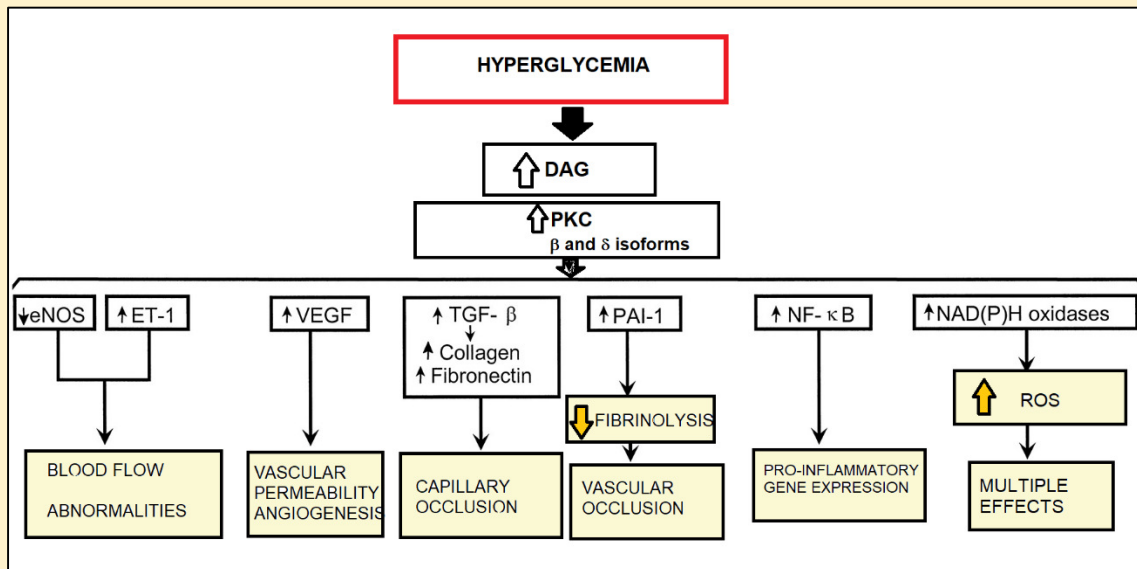 HYPERGLYCEMIA
DAG
PKC
β and δ isoforms
eNOS
ET-1
VEGF
TGF- β
Collagen
Fibronectin
PAI-1
NF- κB
NAD(P)H oxidases
FIBRINOLYSIS
ROS
BLOOD FLOW
ABNORMALITIES
VASCULAR
PERMEABILITY
ANGIOGENESIS
CAPILLARY
OCCLUSION
VASCULAR
OCCLUSION
PRO-INFLAMMATORY
GENE EXPRESSION
MULTIPLE
EFFECTS